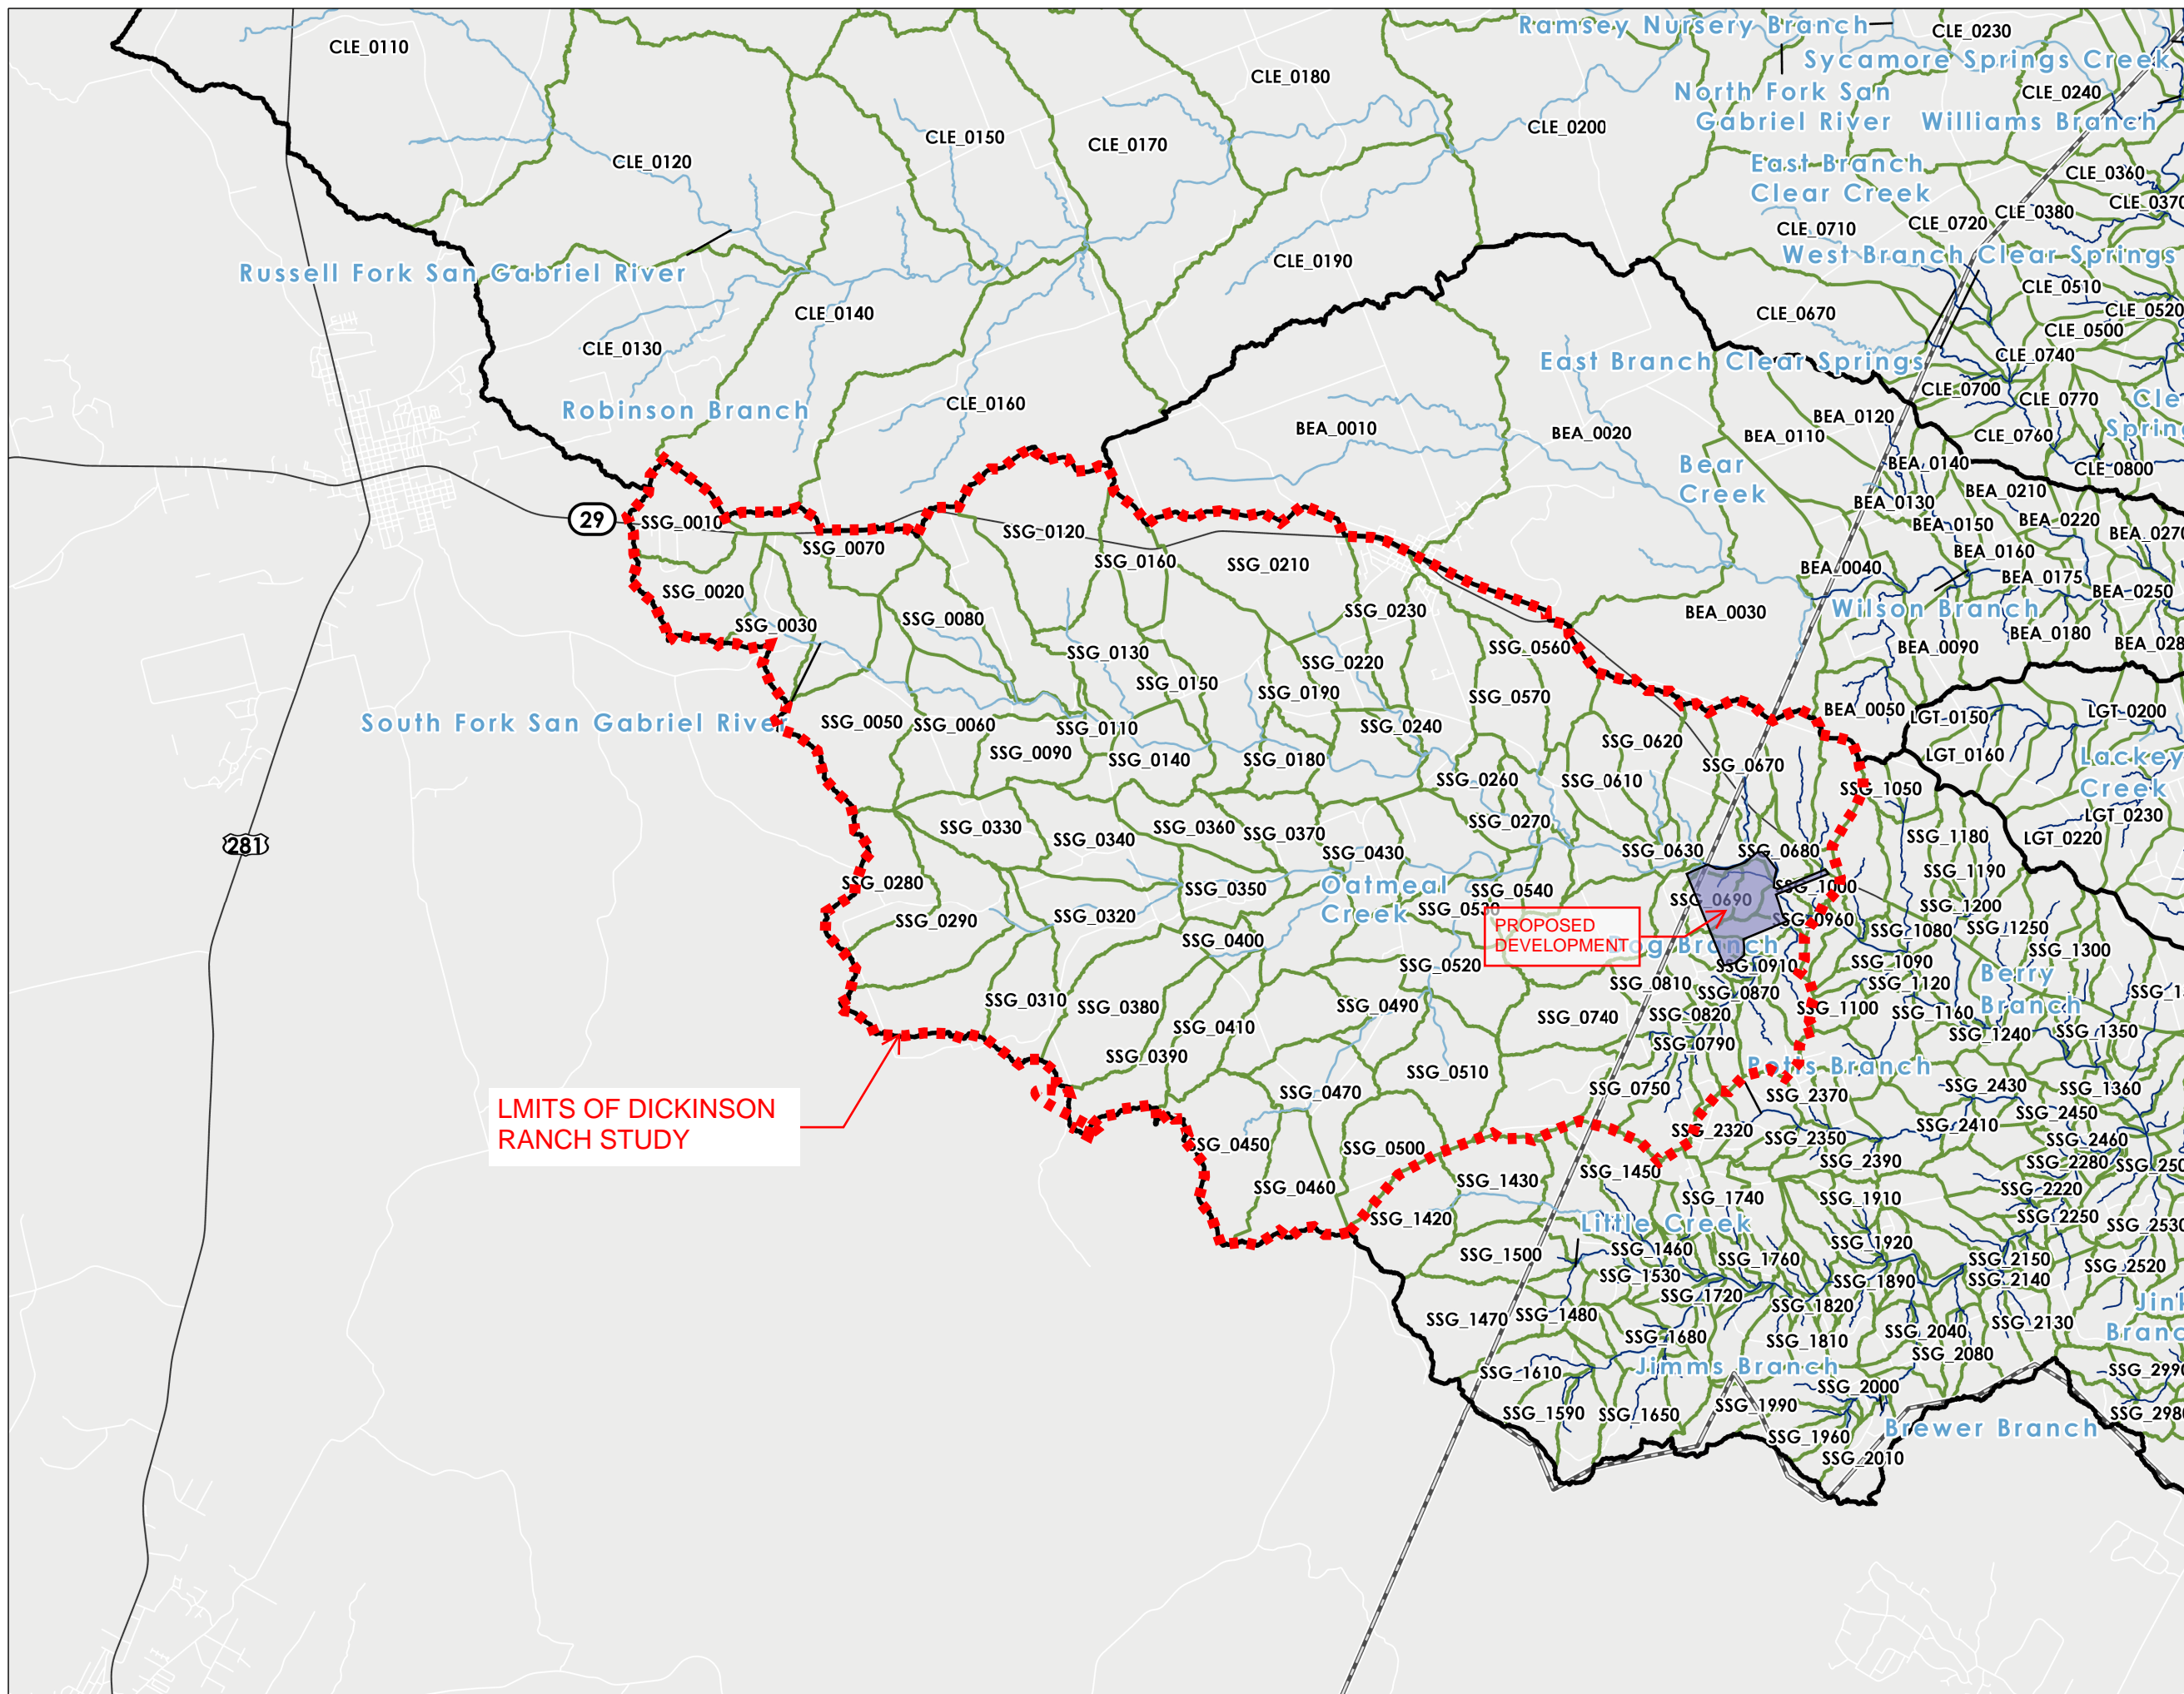 Ramsey Nursery Branch
CLE_0230
CLE_0110
Sycamore Springs Creek
CLE_0180
North Fork San
Gabriel River
CLE_0240
Williams Branch
CLE_0200
CLE_0150
CLE_0170
CLE_0120
East Branch
Clear Creek
CLE_0360
CLE_0370
CLE_0380
CLE_0720
CLE_0710
West Branch Clear Springs
CLE_0190
Russell Fork San Gabriel River
CLE_0510
CLE_0520
CLE_0140
CLE_0670
CLE_0500
CLE_0130
CLE_0740
East Branch Clear Springs
CLE_0700
CLE_0770
Robinson Branch
CLE_0160
BEA_0120
BEA_0010
BEA_0020
BEA_0110
CLE_0760
BEA_0140
Bear
Creek
CLE_0800
BEA_0210
BEA_0130
29
SSG_0010
SSG_0120
BEA_0150
BEA_0220
SSG_0070
BEA_0160
SSG_0160
SSG_0210
BEA_0040
BEA_0175
SSG_0020
BEA_0250
SSG_0230
BEA_0030
Wilson Branch
SSG_0080
SSG_0030
BEA_0180
SSG_0560
BEA_0090
SSG_0130
SSG_0220
SSG_0150
SSG_0190
SSG_0570
BEA_0050
LGT_0150
LGT_0200
South Fork San Gabriel River
SSG_0050
SSG_0060
SSG_0110
SSG_0240
SSG_0620
SSG_0090
SSG_0140
SSG_0180
LGT_0160
Lackey
Creek
SSG_0670
SSG_0260
SSG_0610
SSG_1050
LGT_0230
SSG_0330
SSG_0340
SSG_0360
SSG_0370
SSG_0270
SSG_1180
LGT_0220
281
SSG_0430
SSG_0630
SSG_0680
SSG_1190
SSG_0280
SSG_0350
Oatmeal
Creek
SSG_0540
SSG_1000
SSG_0690
SSG_0530
SSG_1200
SSG_0290
SSG_0320
SSG_0960
SSG_1080
SSG_1250
PROPOSED
DEVELOPMENT
SSG_0400
SSG_1300
SSG_0520
SSG_0910
SSG_1090
Berry
Branch
SSG_0810
SSG_1120
SSG_0870
SSG_0310
SSG_0380
SSG_0490
SSG_1100
SSG_1160
SSG_0740
SSG_0820
SSG_0410
SSG_1240
SSG_1350
SSG_0790
SSG_0390
Potts Branch
SSG_0510
SSG_0750
SSG_2430
SSG_1360
SSG_0470
SSG_2370
LMITS OF DICKINSON
RANCH STUDY
SSG_2450
SSG_2410
SSG_2320
SSG_2350
SSG_2460
SSG_0450
SSG_0500
SSG_2390
SSG_2280
SSG_1450
SSG_1430
SSG_0460
SSG_2220
SSG_1740
SSG_1910
SSG_1420
Little Creek
SSG_2250
SSG_2530
SSG_1500
SSG_1460
SSG_1920
SSG_1760
SSG_2150
SSG_2520
SSG_1530
SSG_1890
SSG_2140
SSG_1720
SSG_1820
SSG_1470
SSG_1480
SSG_2130
SSG_1680
SSG_1810
SSG_2040
SSG_2080
Jimms Branch
SSG_1610
SSG_2000
SSG_1990
SSG_1590
SSG_1650
Brewer Branch
SSG_1960
SSG_2010